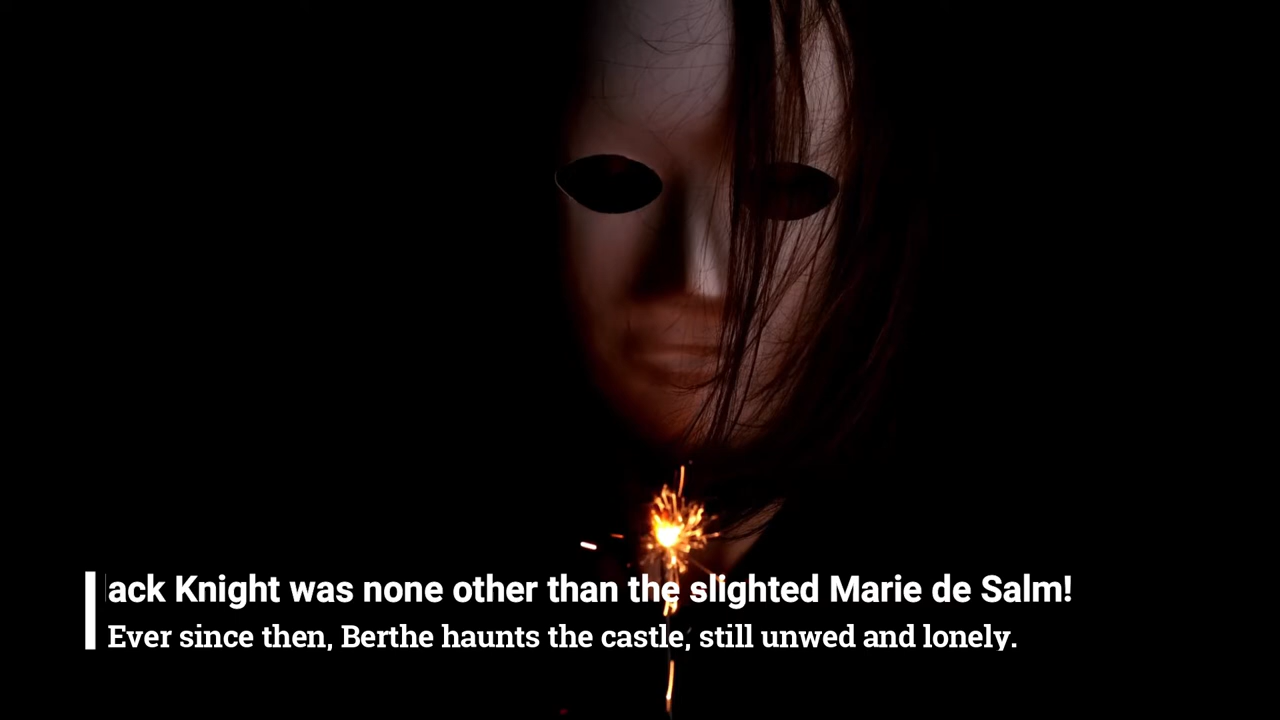 ack Knight was none other than the slighted Marie de Salm!
Ever since then, Berthe haunts the castle, still unwed and lonely.